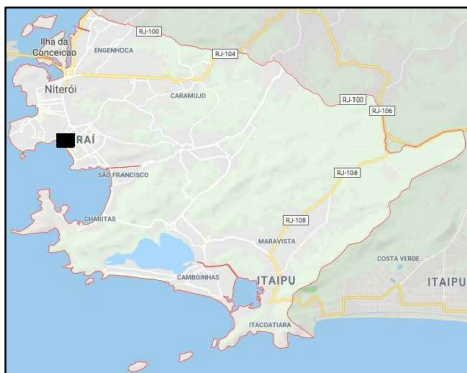 RJ-100
Ilha da
Conceicao
ENGENHOCA
RJ-104
Niterói
CARAMUJO
RJ-100
RJ-106
RAÍ
SÃO FRANCISCO
RJ-108
CHARITAS
RJ-108
MARAVISTA
COSTA VERDE
CAMBOINHAS
ITAIPU
ITAIPU
ITACOATIARA